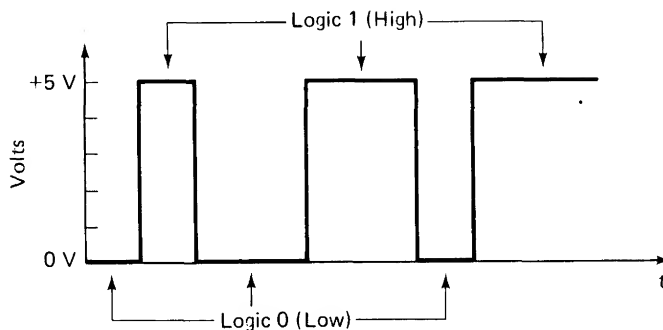 Logic 1 (High)
+5 V
Volts
0 V
t
Logic 0 (Low)